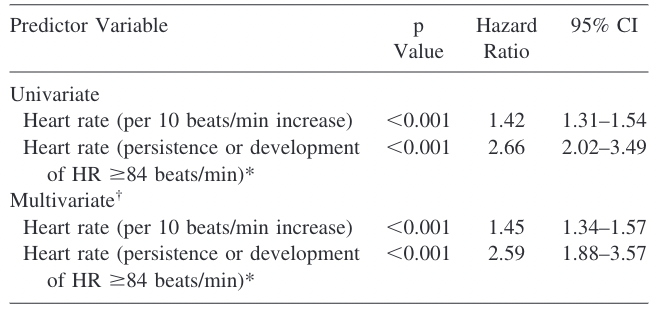 Predictor Variable p Hazard 95% CI
Value Ratio
Univariate
Heart rate (per 10 beats/min increase) <0.001 1.42 1.31–1.54
Heart rate (persistence or development <0.001 2.66 2.02–3.49
of HR ≥84 beats/min)*
Multivariate†
Heart rate (per 10 beats/min increase) <0.001 1.45 1.34–1.57
Heart rate (persistence or development <0.001 2.59 1.88–3.57
of HR ≥84 beats/min)*